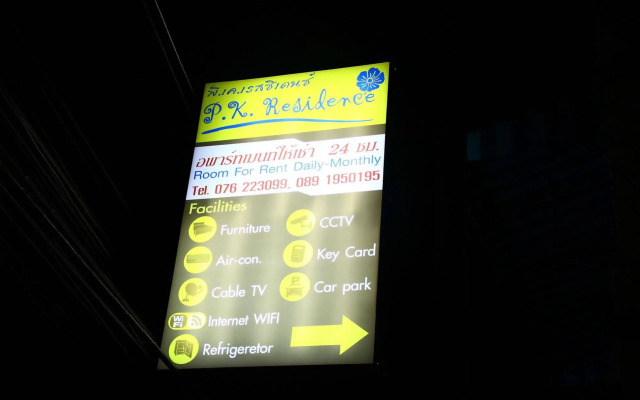 พี.เค.เรสซิเดนซ์
P.K. Residence
อพาร์ทเมนท์ให้เช่า 24 ชม.
Room For Rent Daily-Monthly
Tel. 076 223099, 089 1950195
Facilities
Furniture
CCTV
Air-con.
Key Card
Cable TV
P
Car park
WiFi
Internet WIFI
Refrigeretor